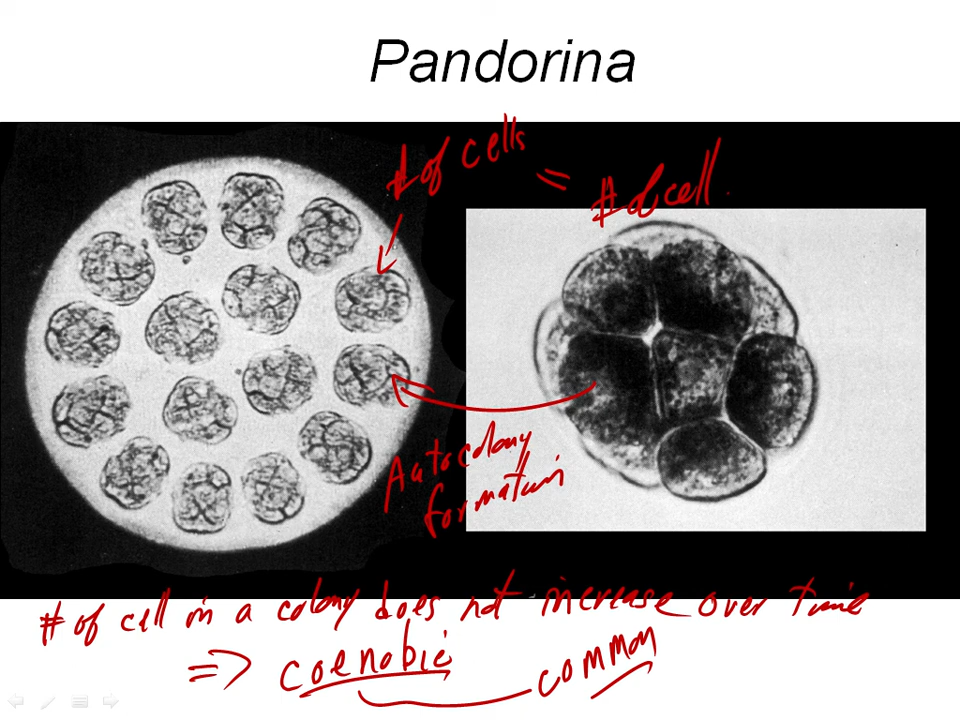 Pandorina
# of cells = # of cell.
Autocolony
formation
# of cell in a colony does not increase over time
=> coenobic common